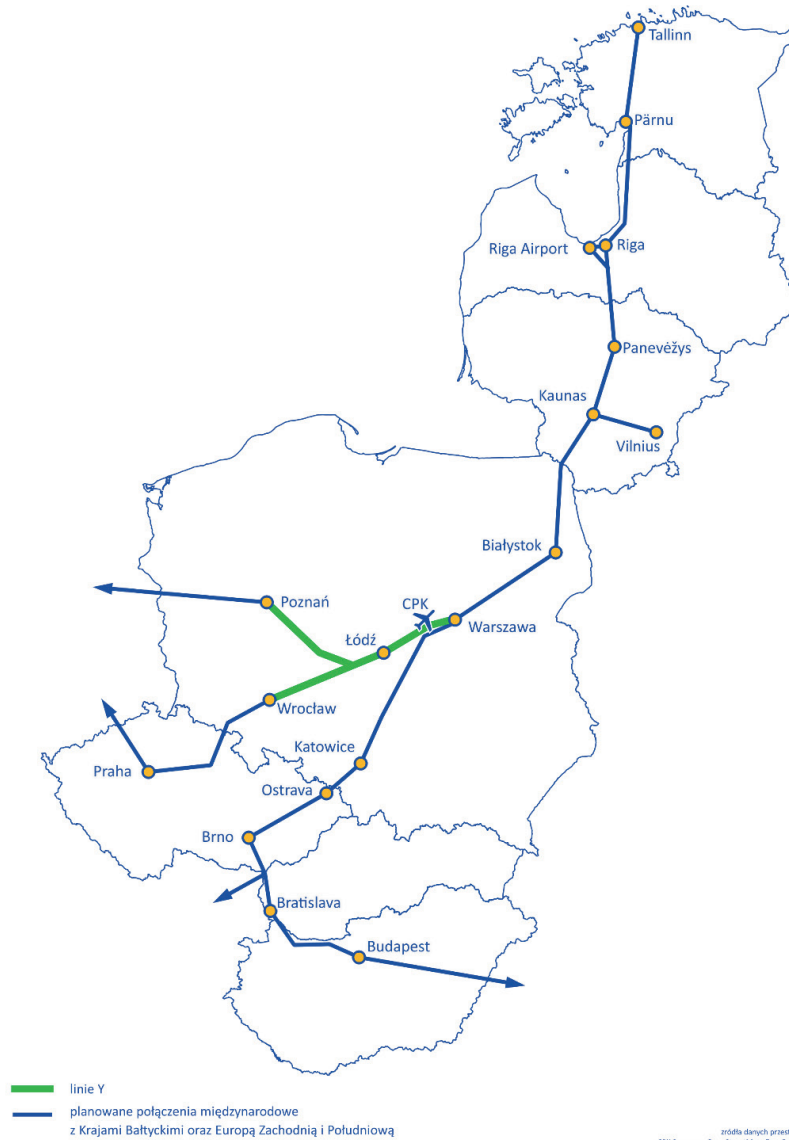 Tallinn
Pärnu
Riga Airport
Riga
Panevėžys
Kaunas
Vilnius
Białystok
Poznań
CPK
Łódź
Warszawa
Wrocław
Katowice
Praha
Ostrava
Brno
Bratislava
Budapest
linie Y
planowane połączenia międzynarodowe
z Krajami Bałtyckimi oraz Europą Zachodnią i Południową
źródła danych przest